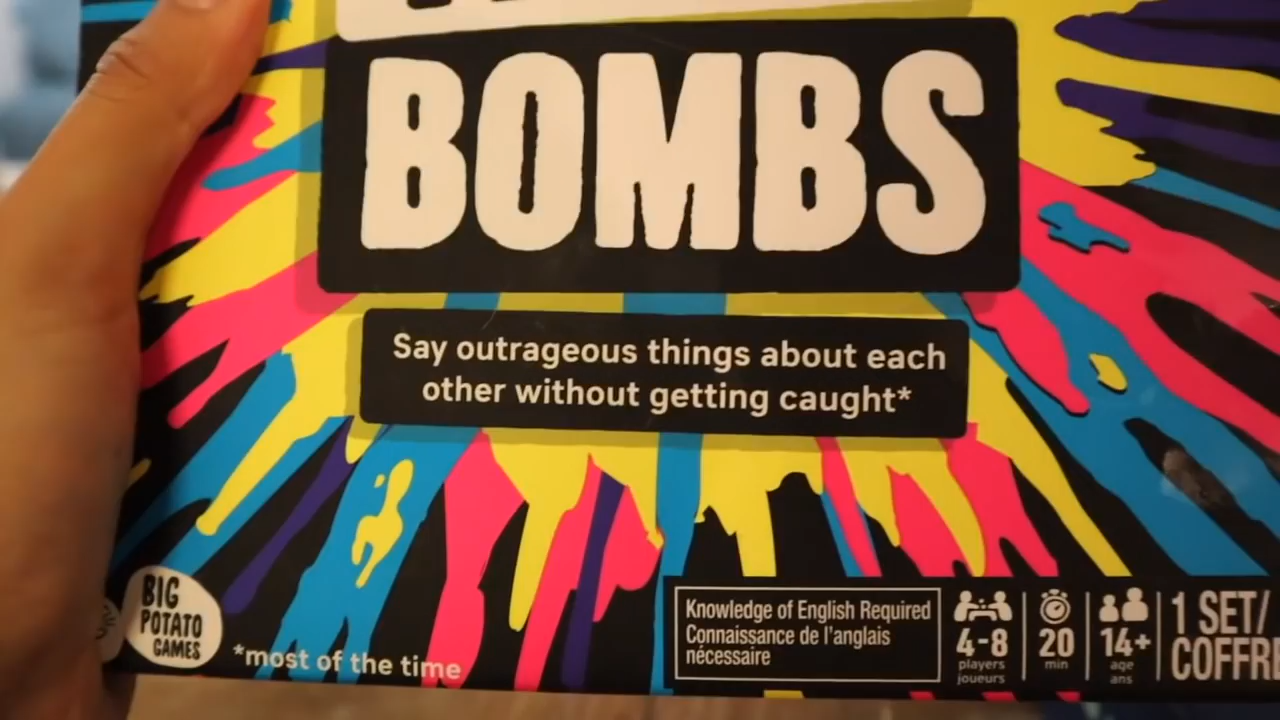 BOMBS
Say outrageous things about each
other without getting caught*
BIG
POTATO
GAMES
*most of the time
Knowledge of English Required
Connaissance de l'anglais
nécessaire
4-8
players
joueurs
20
min
14+
age
ans
1 SET/
COFFRE